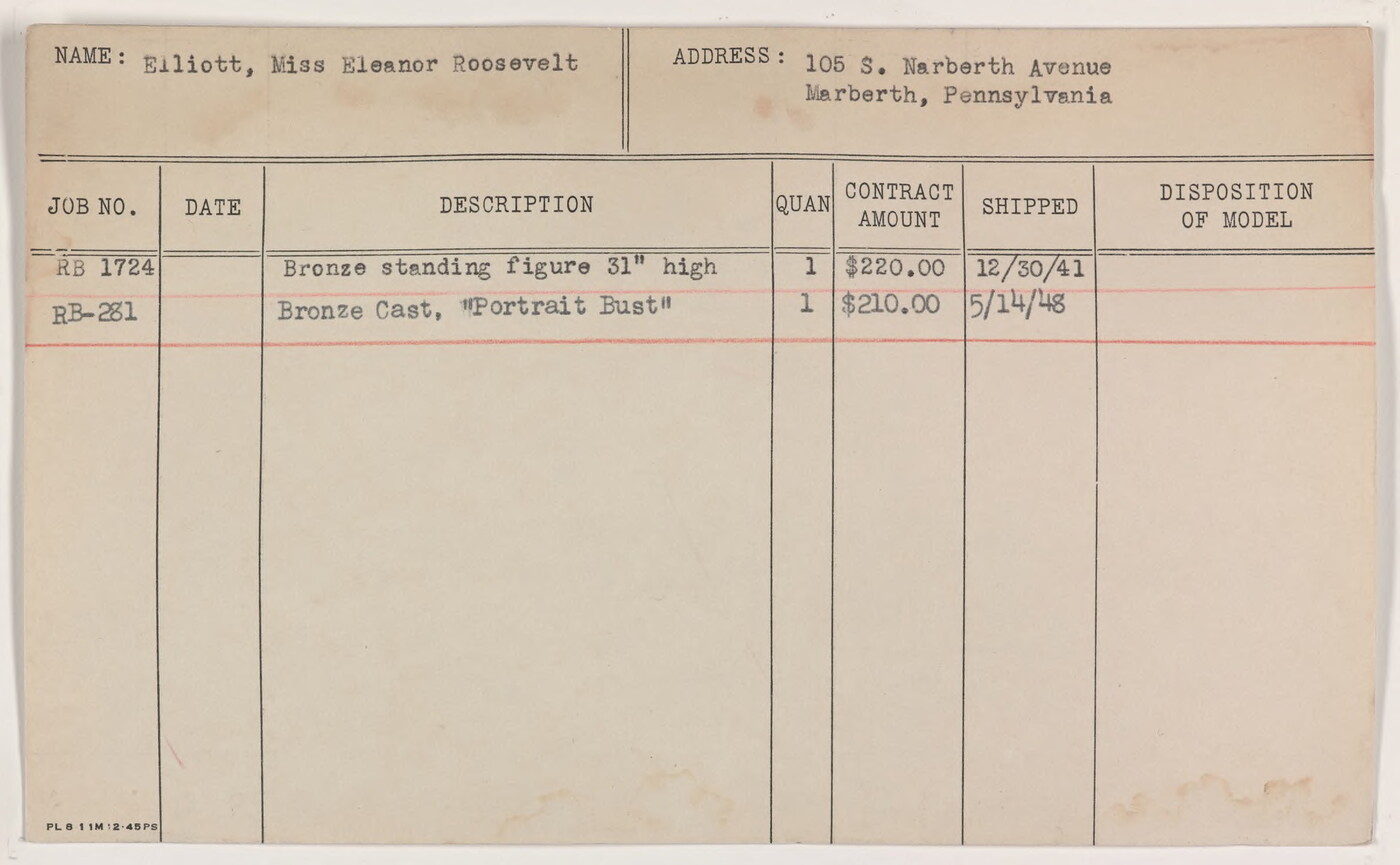 NAME: Elliott, Miss Eleanor Roosevelt
ADDRESS: 105 S. Narberth Avenue
Marberth, Pennsylvania
JOB NO. DATE DESCRIPTION QUAN CONTRACT AMOUNT SHIPPED DISPOSITION OF MODEL
RB 1724 Bronze standing figure 31" high 1 $220.00 12/30/41
RB-281 Bronze Cast, "Portrait Bust" 1 $210.00 5/14/48
PL 8 1 1M 12-45 PS